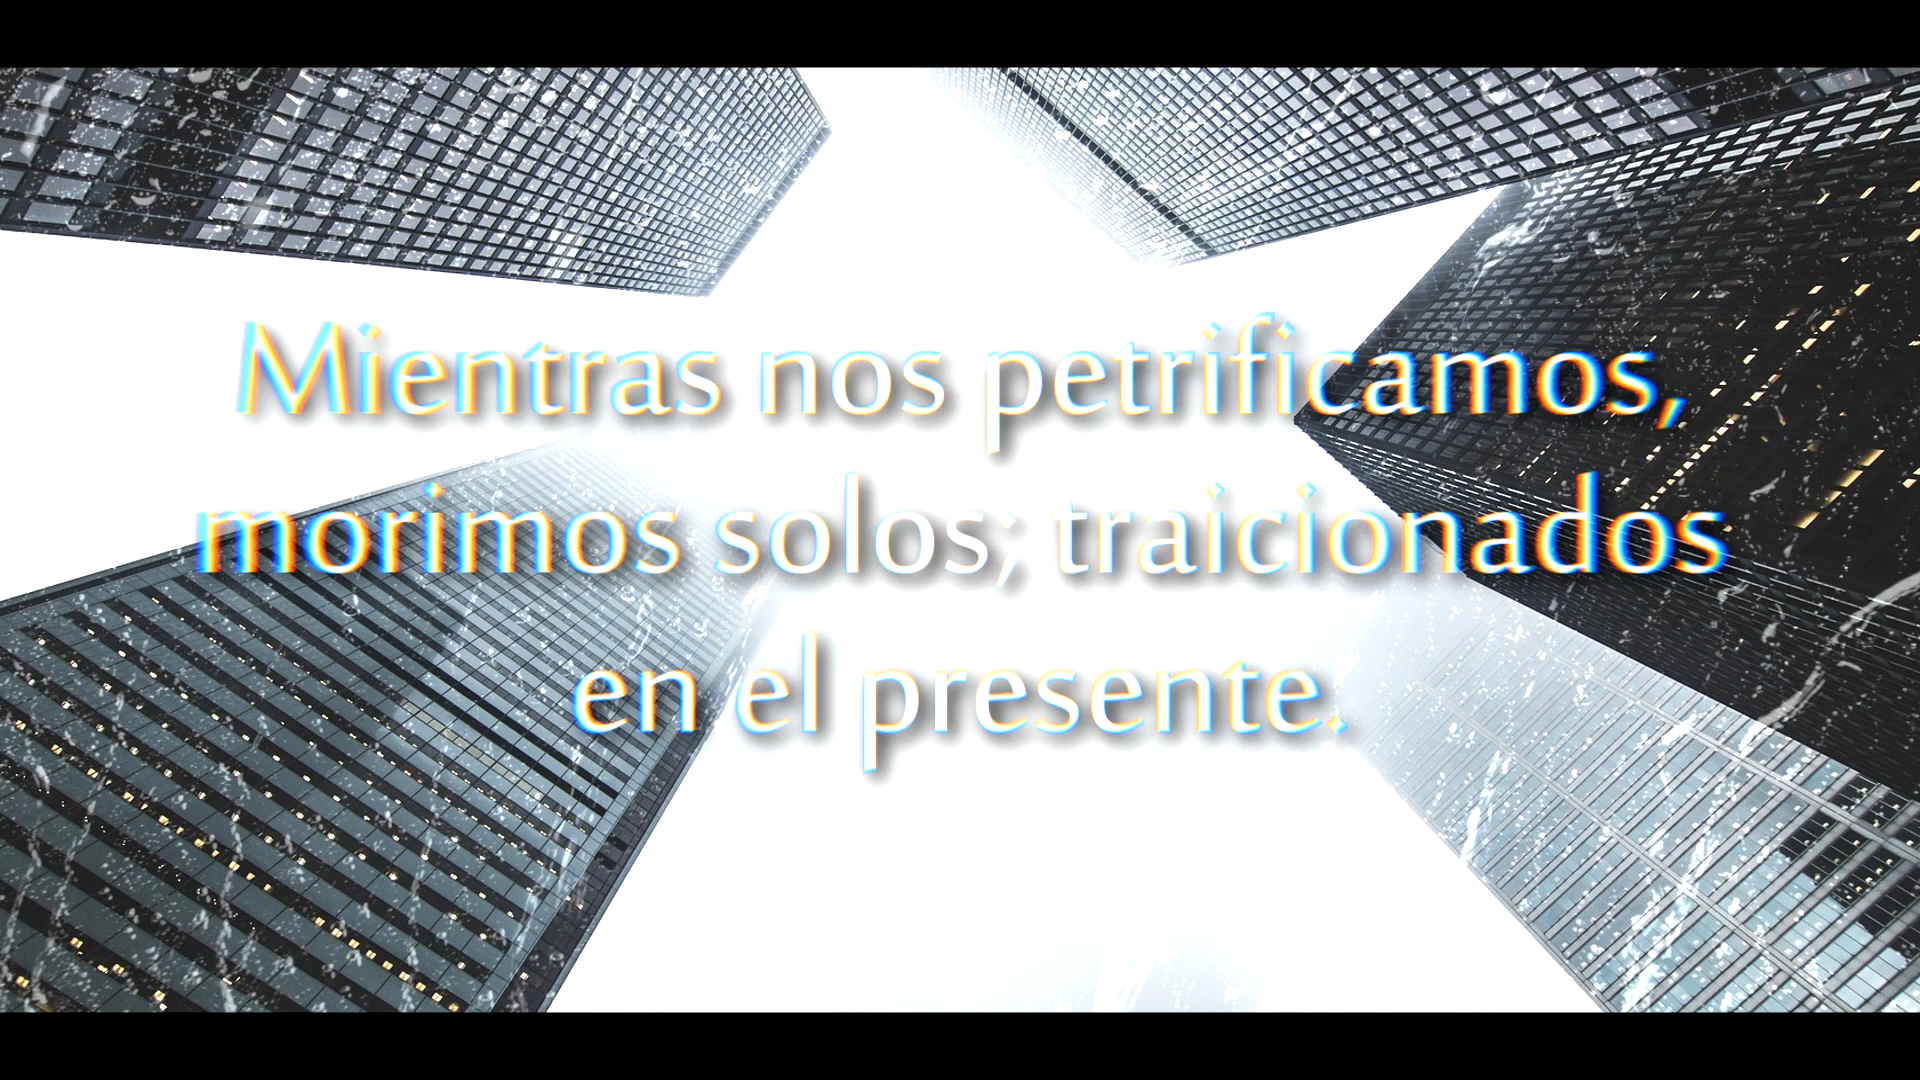 Mientras nos petrificamos,
morimos solos; traicionados
en el presente.